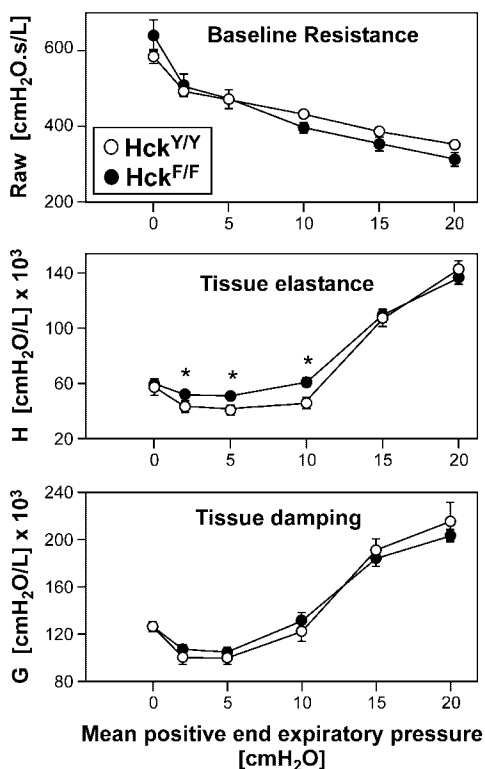 Baseline Resistance
Raw [cmH₂O.s/L]
600
400
200
HckY/Y
HckF/F
0 5 10 15 20
Tissue elastance
H [cmH₂O/L] x 10³
140
100
60
20
* * *
0 5 10 15 20
Tissue damping
G [cmH₂O/L] x 10³
240
200
160
120
80
0 5 10 15 20
Mean positive end expiratory pressure
[cmH₂O]